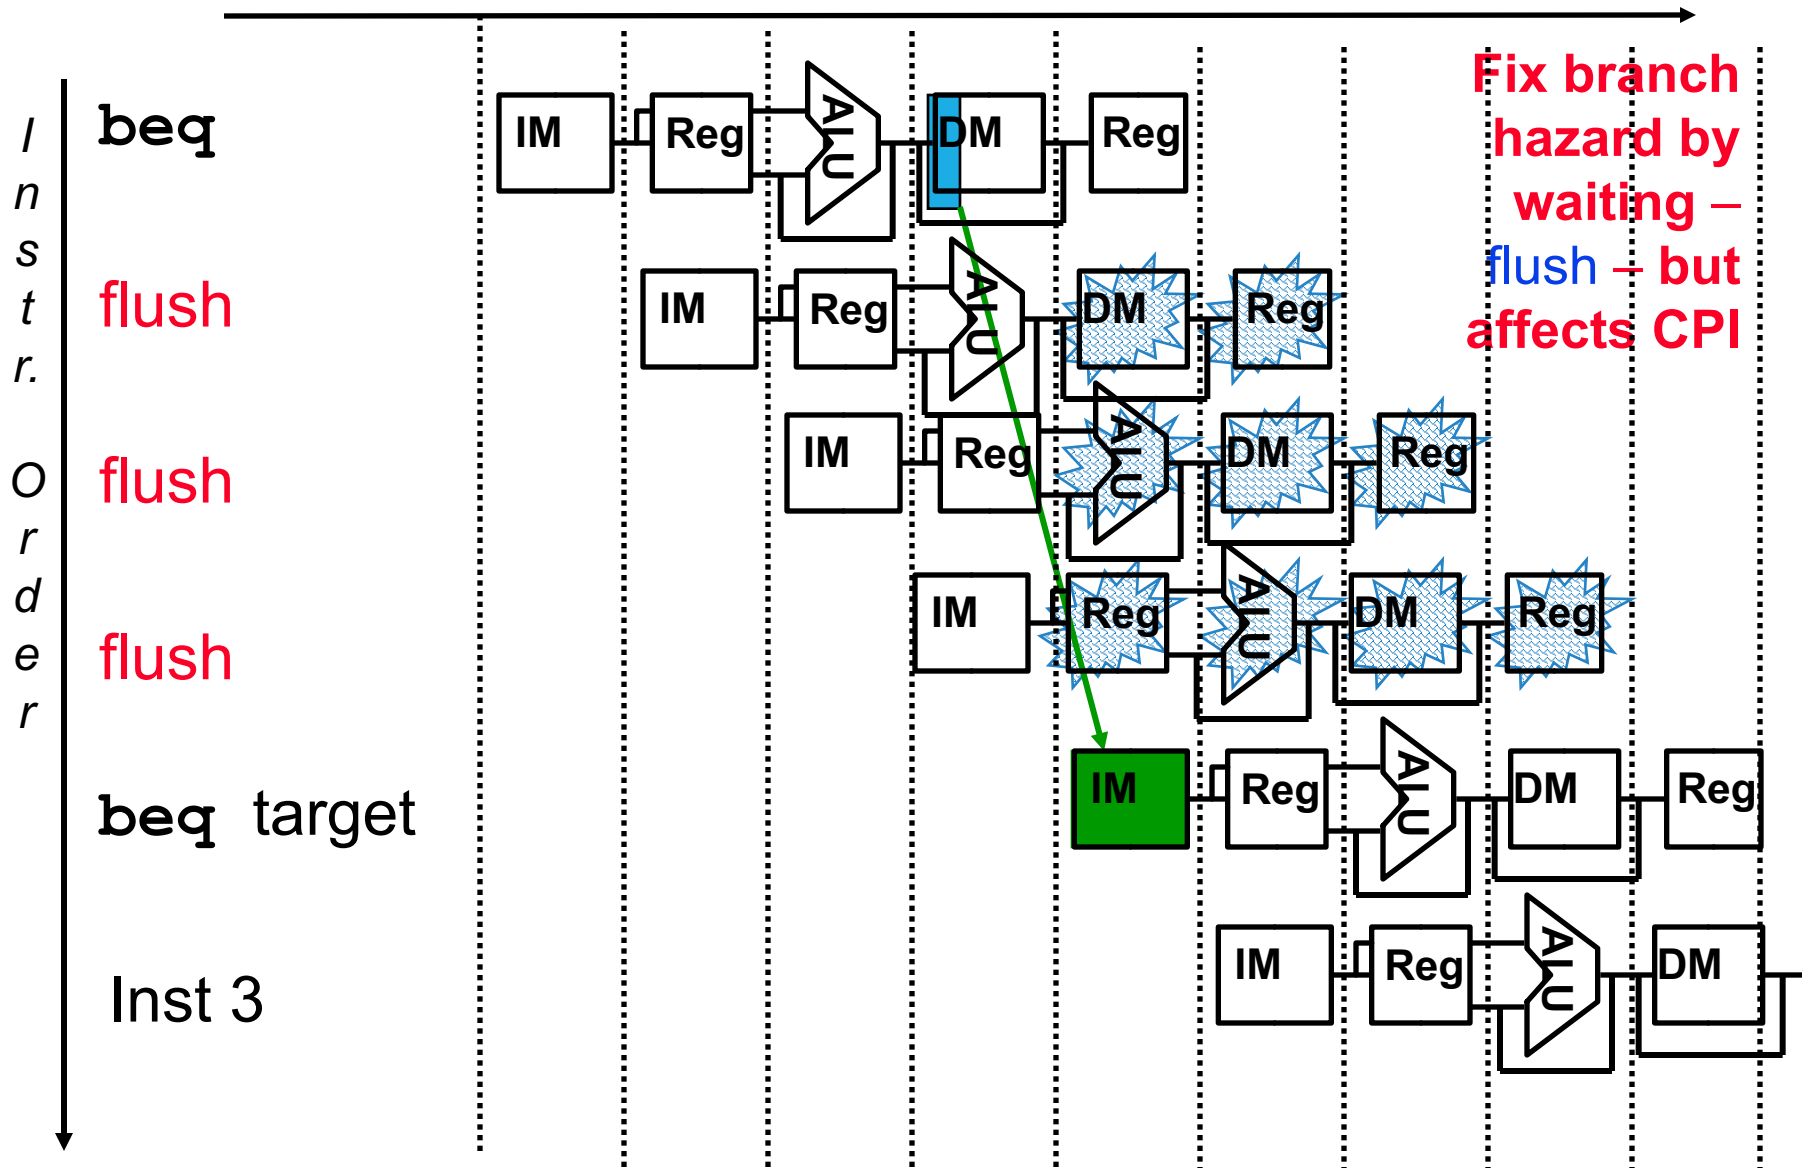 Fix branch
hazard by
waiting –
flush – but
affects CPI
Instr. Order
beq IM Reg ALU DM Reg
flush IM Reg ALU DM Reg
flush IM Reg ALU DM Reg
flush IM Reg ALU DM Reg
beq target IM Reg ALU DM Reg
Inst 3 IM Reg ALU DM